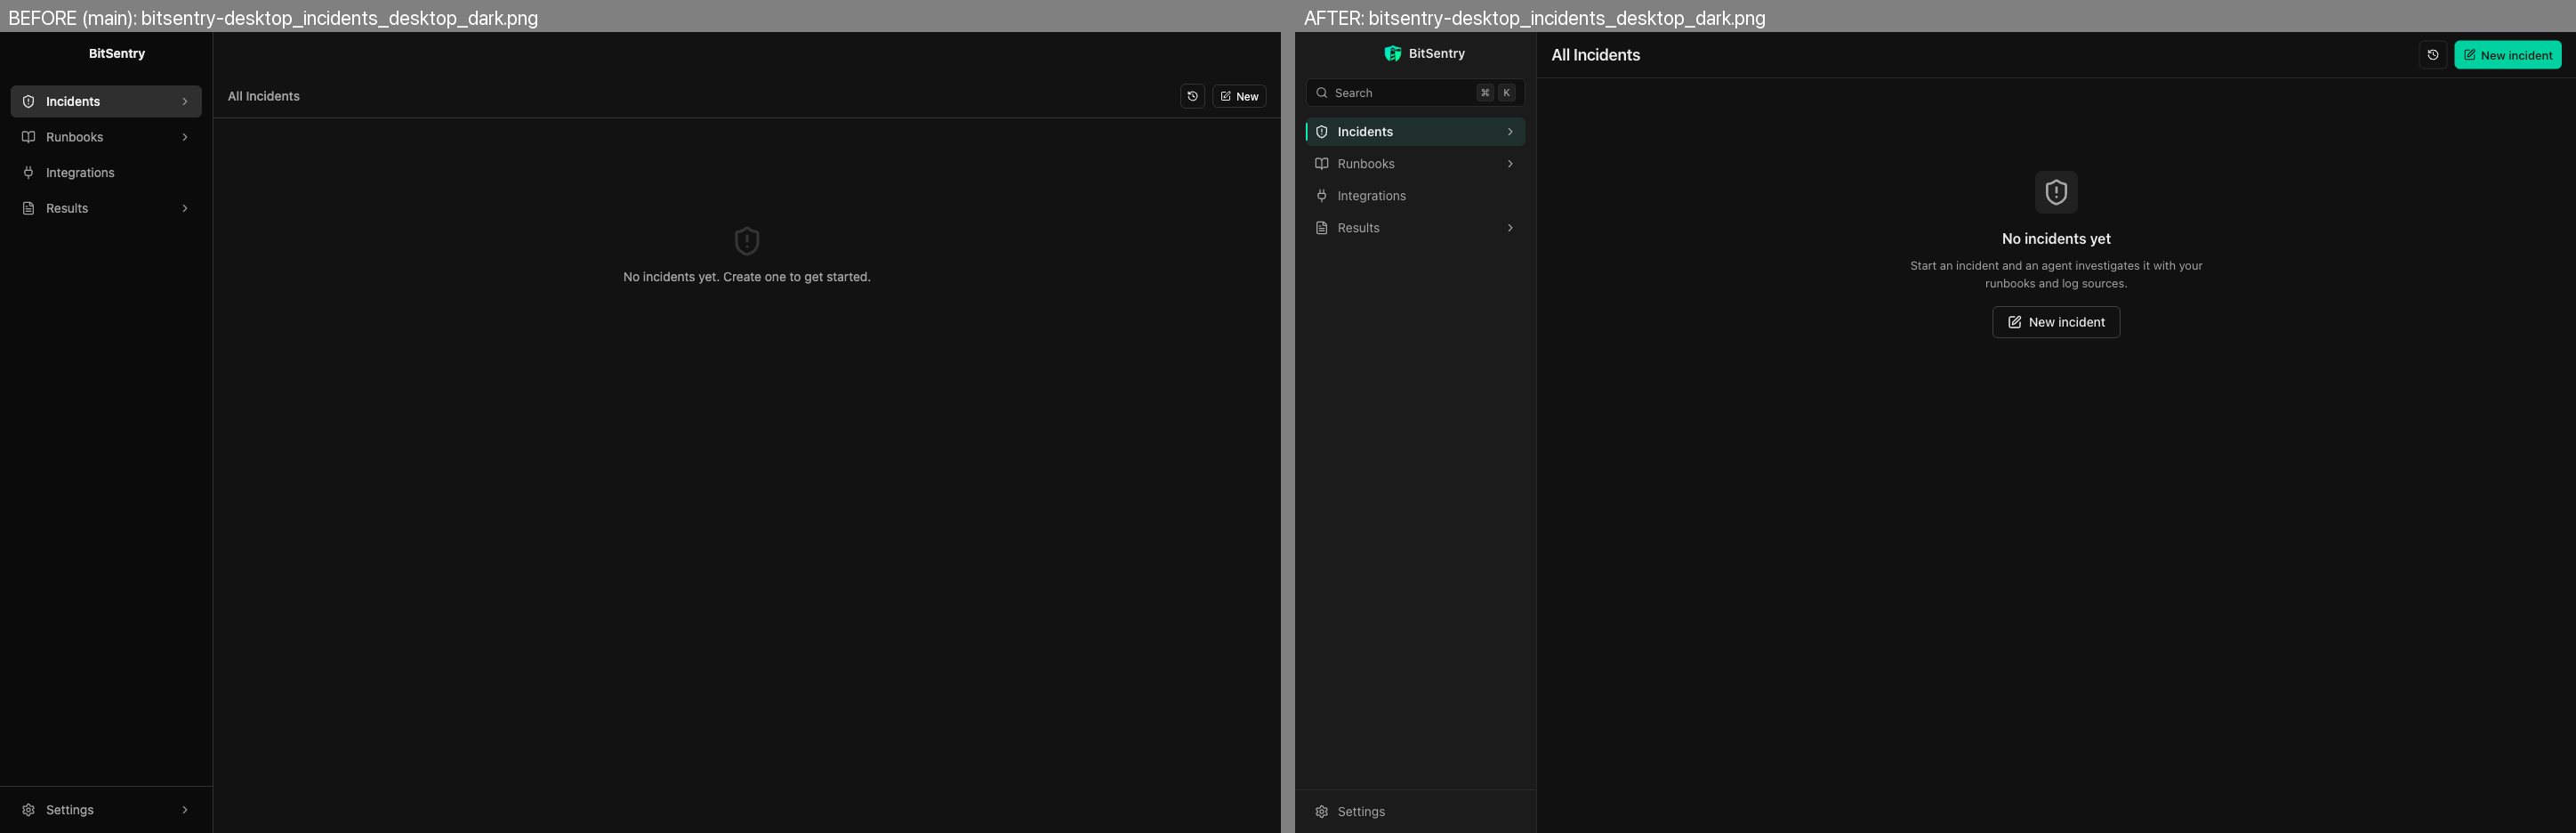 BEFORE (main): bitsentry-desktop_incidents_desktop_dark.png
BitSentry
Incidents
Runbooks
Integrations
Results
Settings
All Incidents
New
No incidents yet. Create one to get started.
AFTER: bitsentry-desktop_incidents_desktop_dark.png
BitSentry
Search ⌘ K
Incidents
Runbooks
Integrations
Results
Settings
All Incidents
New incident
No incidents yet
Start an incident and an agent investigates it with your
runbooks and log sources.
New incident